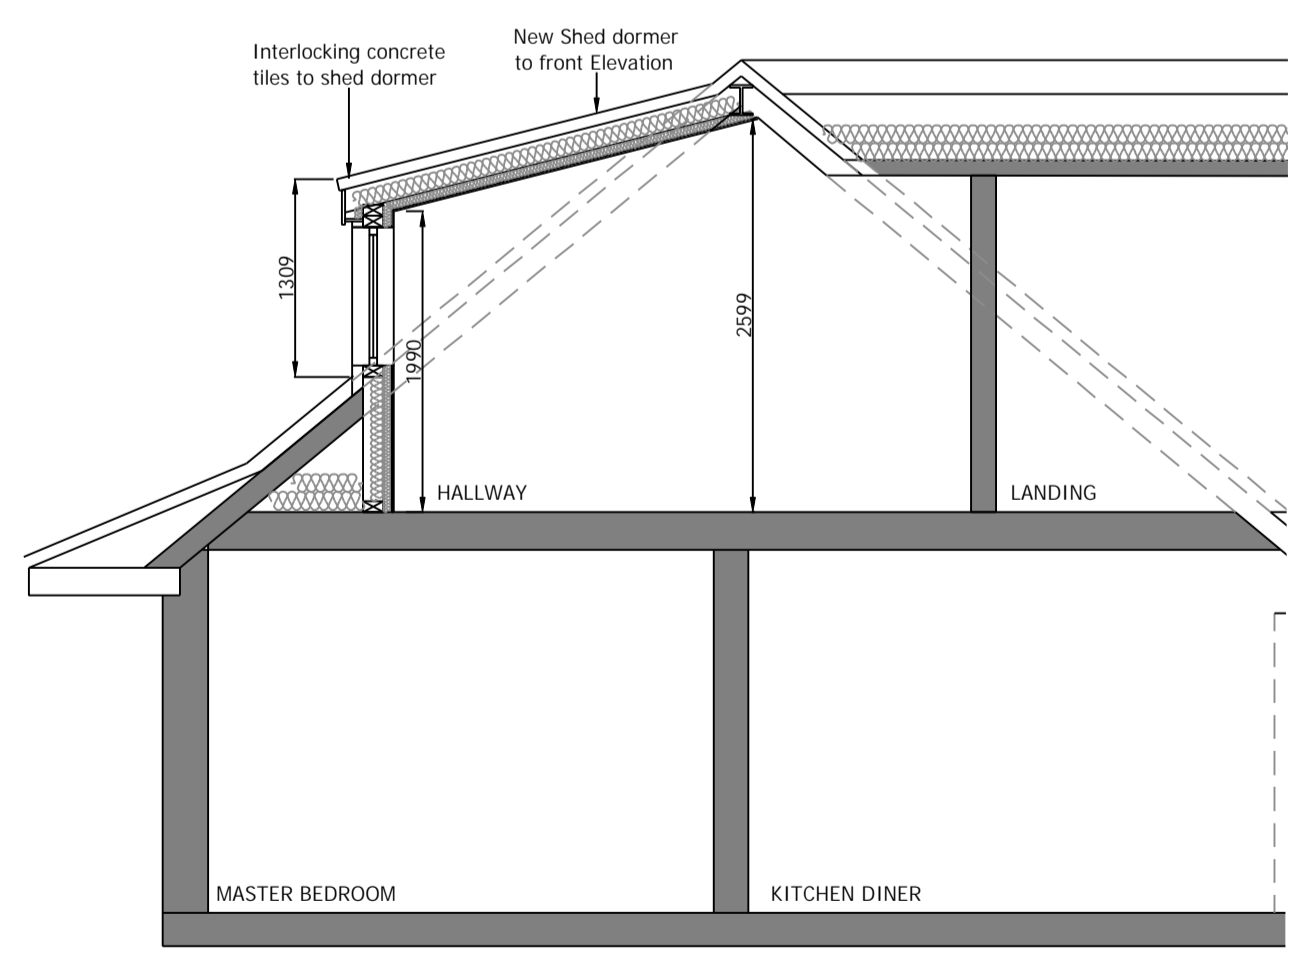 New Shed dormer
to front Elevation
Interlocking concrete
tiles to shed dormer
1309
1990
2599
HALLWAY
LANDING
MASTER BEDROOM
KITCHEN DINER